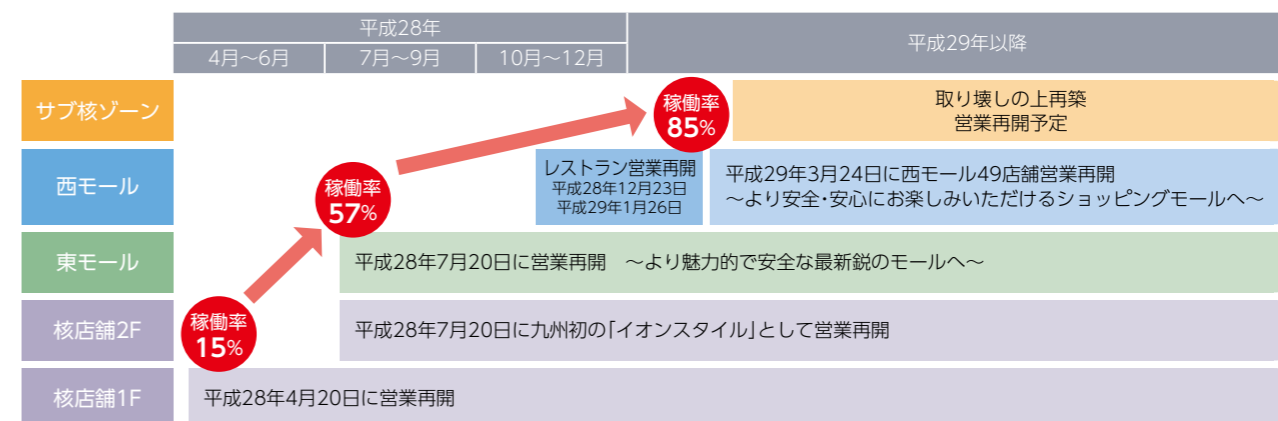 平成28年
平成29年以降
4月～6月
7月～9月
10月～12月
サブ核ゾーン
稼働率
85%
取り壊しの上再築
営業再開予定
西モール
稼働率
57%
レストラン営業再開
平成28年12月23日
平成29年1月26日
平成29年3月24日に西モール49店舗営業再開
～より安全・安心にお楽しみいただけるショッピングモールへ～
東モール
平成28年7月20日に営業再開　～より魅力的で安全な最新鋭のモールへ～
核店舗2F
稼働率
15%
平成28年7月20日に九州初の「イオンスタイル」として営業再開
核店舗1F
平成28年4月20日に営業再開